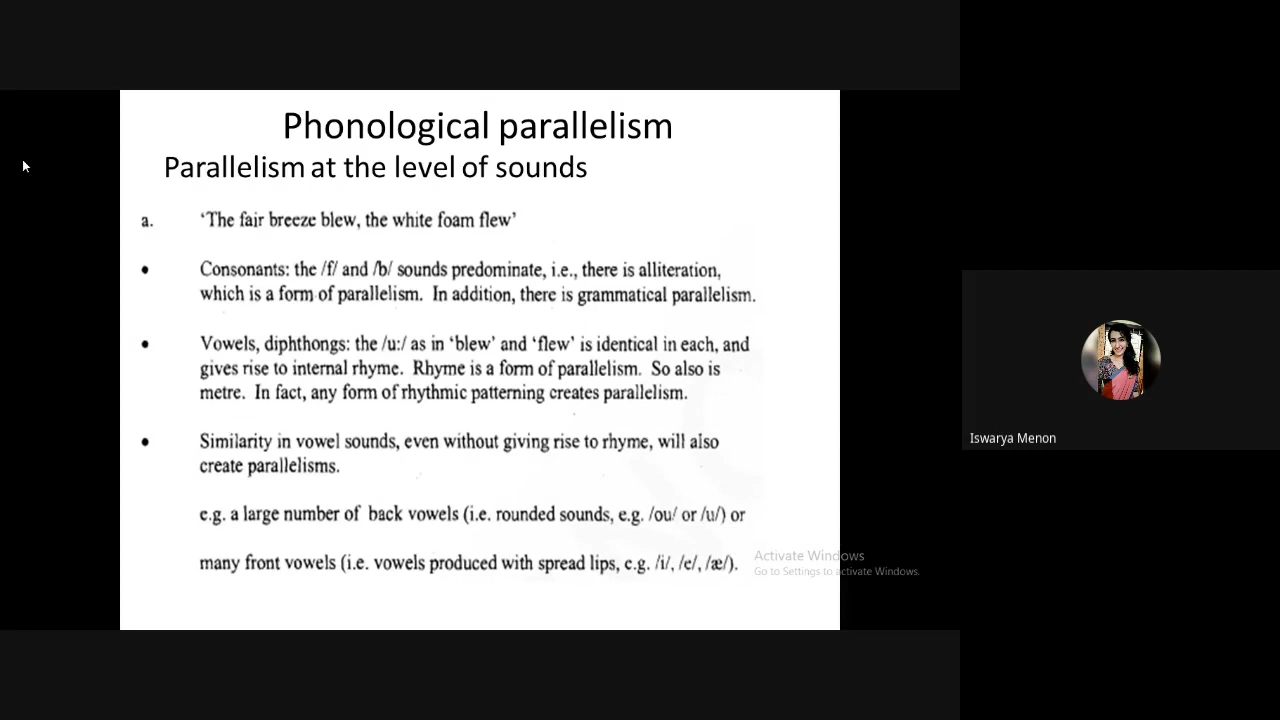 Phonological parallelism
Parallelism at the level of sounds
a. ‘The fair breeze blew, the white foam flew’
• Consonants: the /f/ and /b/ sounds predominate, i.e., there is alliteration,
which is a form of parallelism. In addition, there is grammatical parallelism.
• Vowels, diphthongs: the /u:/ as in ‘blew’ and ‘flew’ is identical in each, and
gives rise to internal rhyme. Rhyme is a form of parallelism. So also is
metre. In fact, any form of rhythmic patterning creates parallelism.
• Similarity in vowel sounds, even without giving rise to rhyme, will also
create parallelisms.
e.g. a large number of back vowels (i.e. rounded sounds, e.g. /ou/ or /u/) or
many front vowels (i.e. vowels produced with spread lips, e.g. /i/, /e/, /æ/).
Activate Windows
Go to Settings to activate Windows.
Iswarya Menon